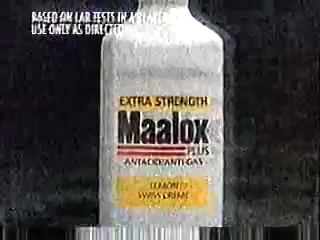 BASED ON LAB TESTS IN A
USE ONLY AS DIRECTED
EXTRA STRENGTH
Maalox
PLUS
ANTACID/ANTI-GAS
LEMON
SWISS CREME